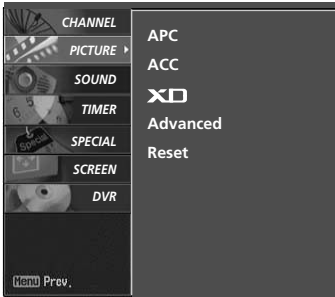 CHANNEL
PICTURE
SOUND
TIMER
SPECIAL
SCREEN
DVR
Menu Prev.
APC
ACC
XD
Advanced
Reset